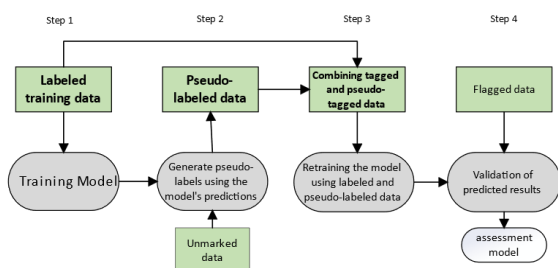 Step 1
Step 2
Step 3
Step 4
Labeled
training data
Pseudo-
labeled data
Combining tagged
and pseudo-
tagged data
Flagged data
Training Model
Generate pseudo-
labels using the
model's predictions
Retraining the model
using labeled and
pseudo-labeled data
Validation of
predicted results
Unmarked
data
assessment
model